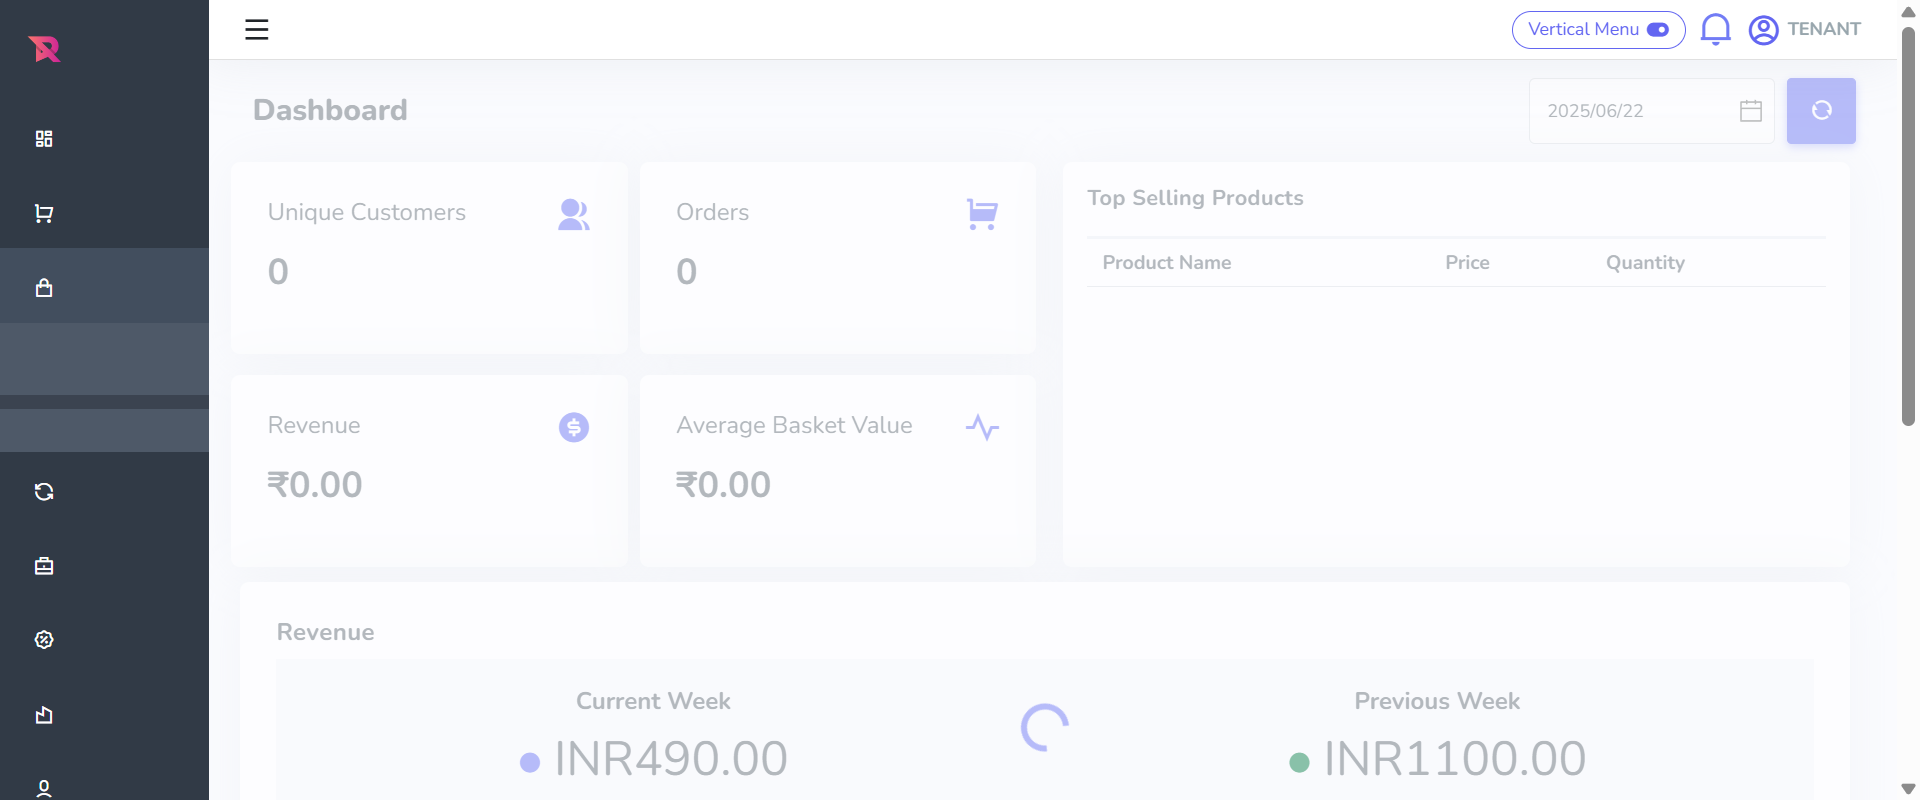 Vertical Menu
TENANT
Dashboard
2025/06/22
Unique Customers
0
Orders
0
Top Selling Products
Product Name Price Quantity
Revenue
₹0.00
Average Basket Value
₹0.00
Revenue
Current Week
INR490.00
Previous Week
INR1100.00